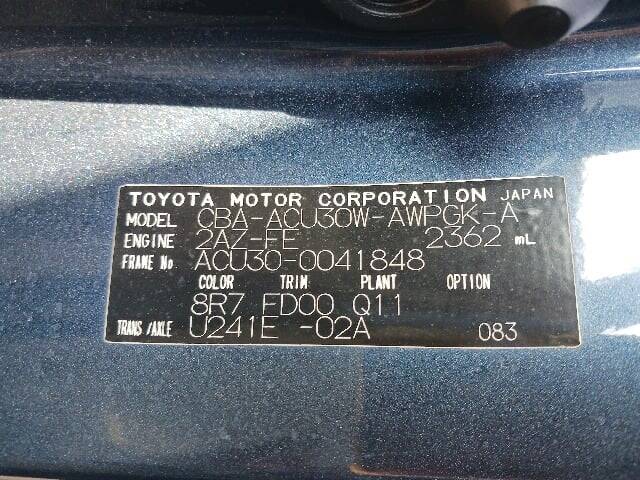 TOYOTA MOTOR CORPORATION JAPAN
MODEL CBA-ACU30W-AWPGK-A
ENGINE 2AZ-FE 2362 mL
FRAME No ACU30-0041848
COLOR TRIM PLANT OPTION
8R7 FD00 Q11
TRANS/AXLE U241E -02A 083